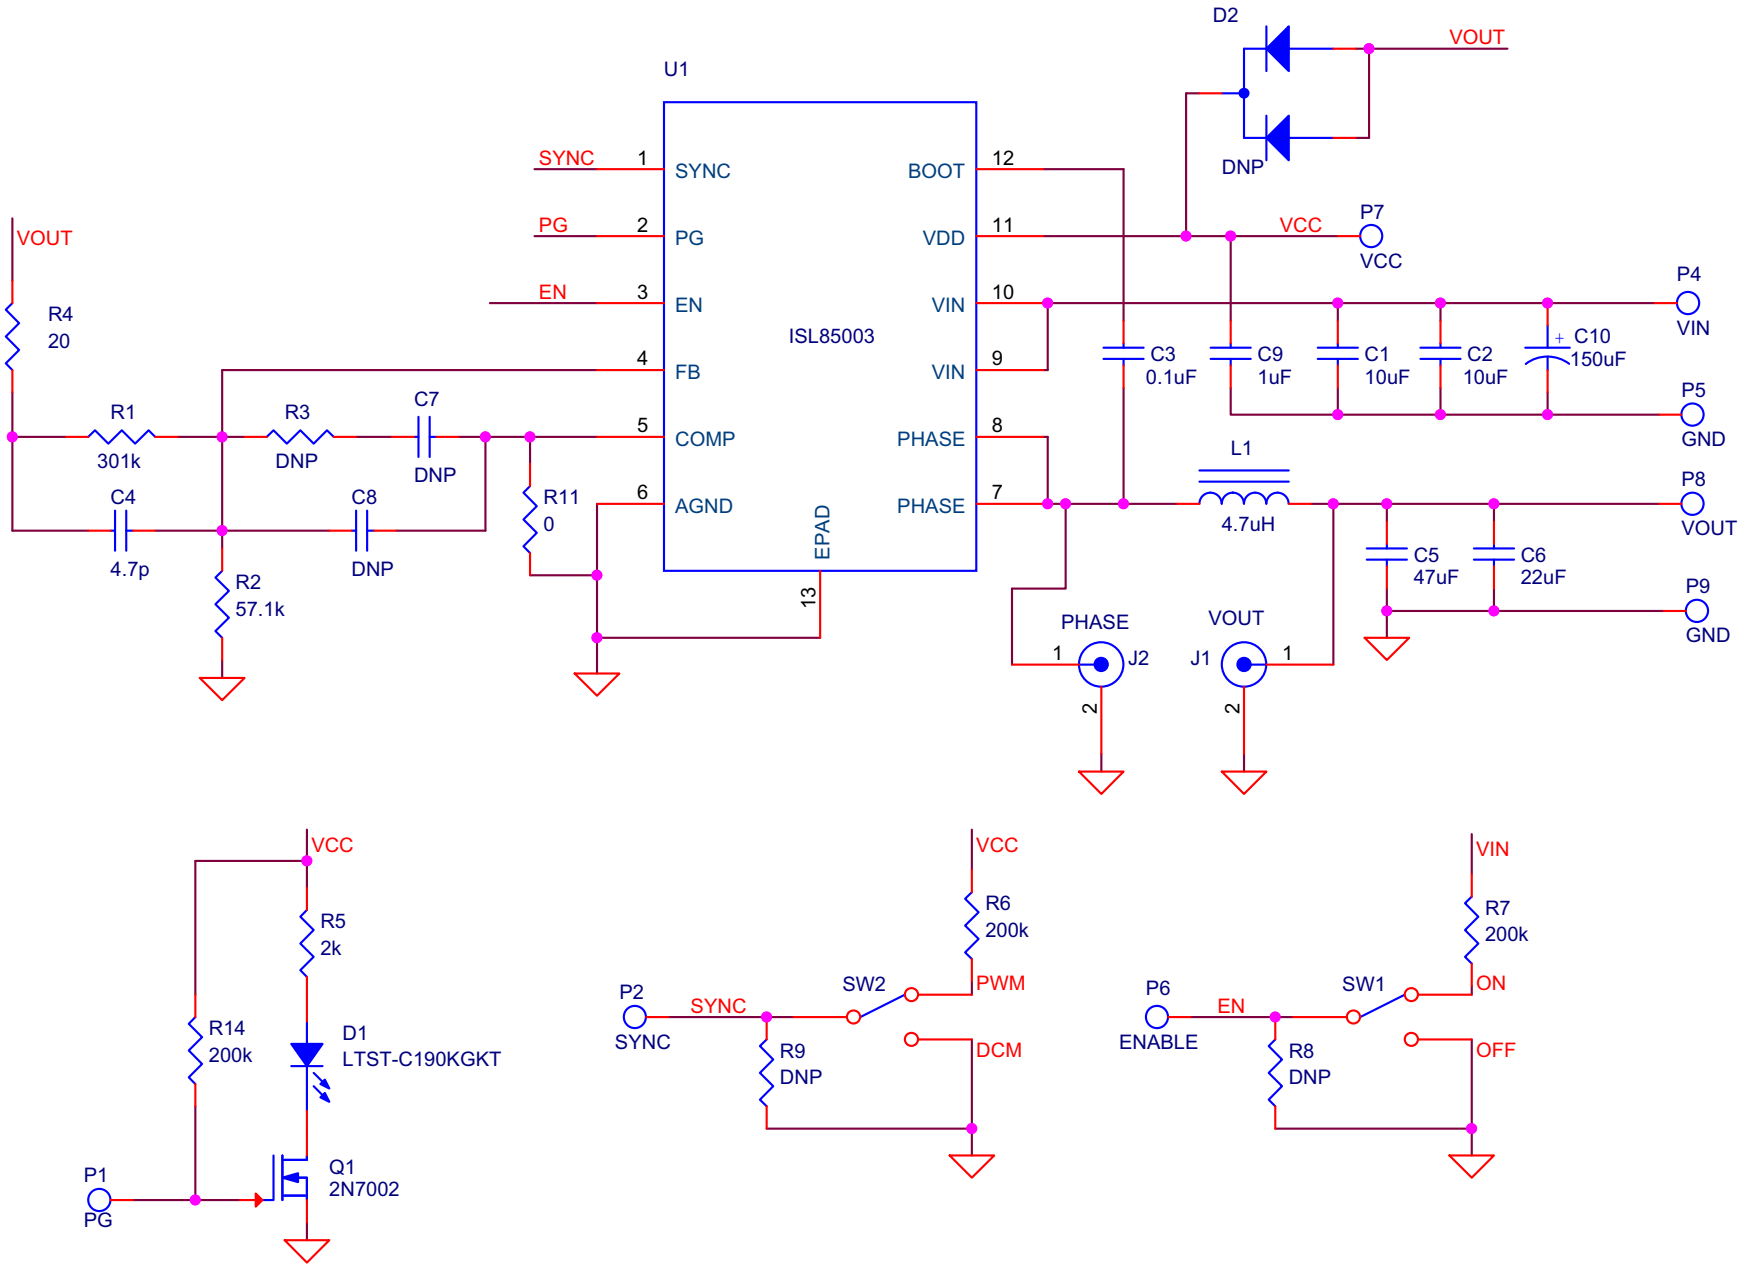 D2
VOUT
DNP
U1
SYNC
1
SYNC
PG
2
PG
EN
3
EN
4
FB
5
COMP
6
AGND
ISL85003
EPAD
13
BOOT
12
VDD
11
VIN
10
VIN
9
PHASE
8
PHASE
7
VCC
P7
VCC
P4
VIN
C3
0.1uF
C9
1uF
C1
10uF
C2
10uF
+
C10
150uF
P5
GND
L1
4.7uH
P8
VOUT
C5
47uF
C6
22uF
P9
GND
PHASE
1
J2
2
VOUT
J1
1
2
VOUT
R4
20
R1
301k
R3
DNP
C7
DNP
C4
4.7p
C8
DNP
R11
0
R2
57.1k
VCC
R5
2k
R14
200k
D1
LTST-C190KGKT
Q1
2N7002
P1
PG
VCC
R6
200k
P2
SYNC
SYNC
SW2
PWM
R9
DNP
DCM
VIN
R7
200k
P6
ENABLE
EN
SW1
ON
R8
DNP
OFF